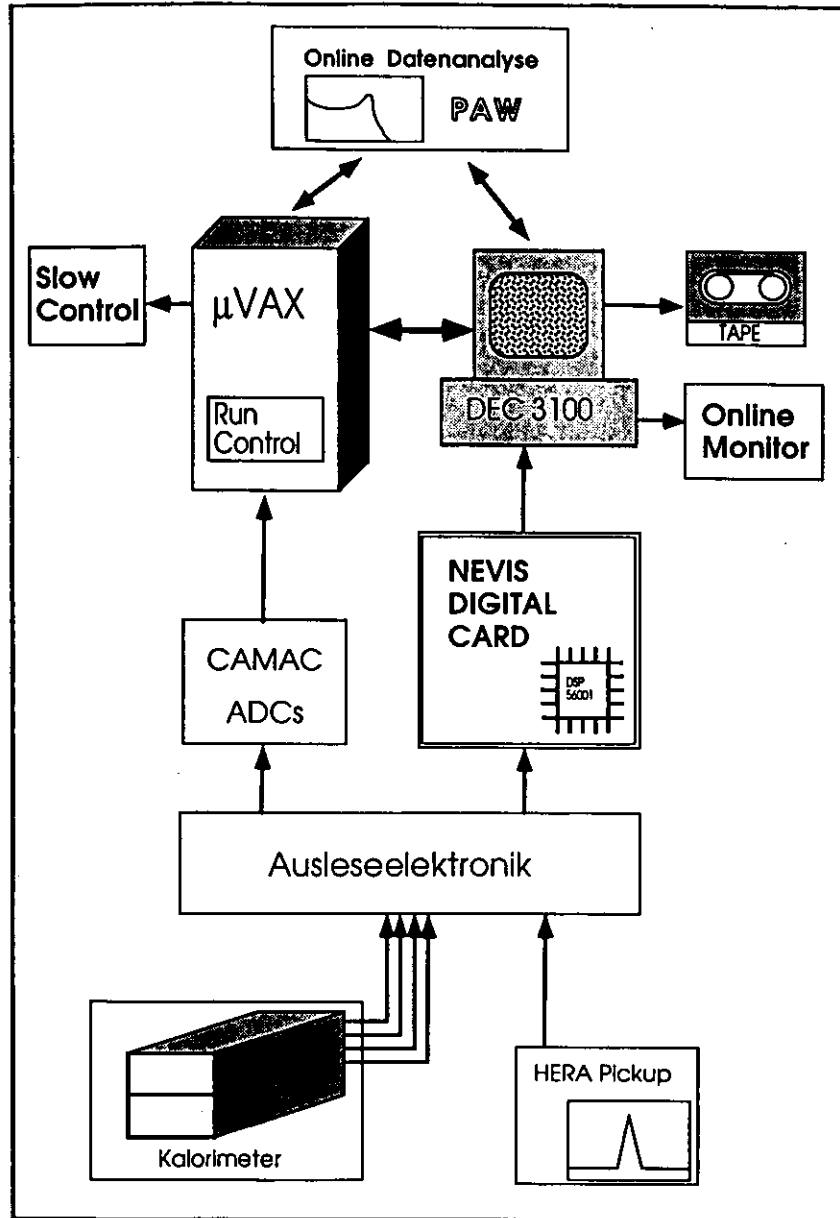 Online Datenanalyse
PAW
Slow
Control
µVAX
Run
Control
TAPE
DEC 3100
Online
Monitor
NEVIS
DIGITAL
CARD
DSP
56001
CAMAC
ADCs
Ausleseelektronik
Kalorimeter
HERA Pickup